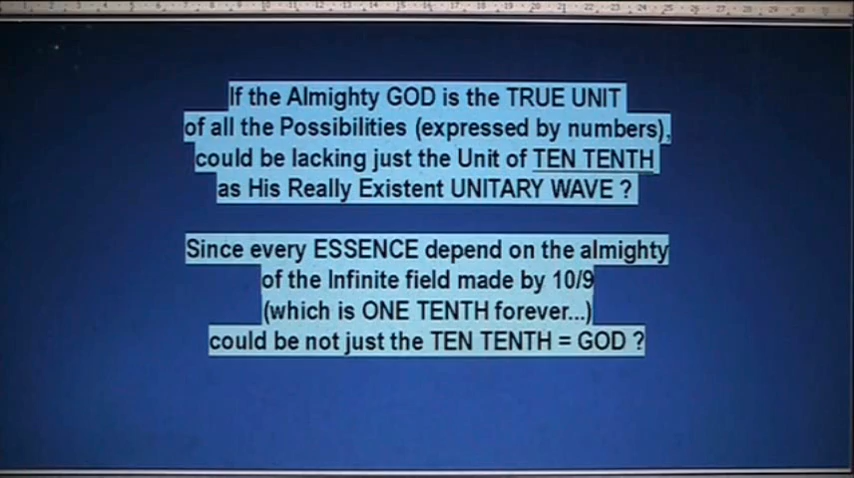 If the Almighty GOD is the TRUE UNIT
of all the Possibilities (expressed by numbers),
could be lacking just the Unit of TEN TENTH
as His Really Existent UNITARY WAVE ?
Since every ESSENCE depend on the almighty
of the Infinite field made by 10/9
(which is ONE TENTH forever...)
could be not just the TEN TENTH = GOD ?